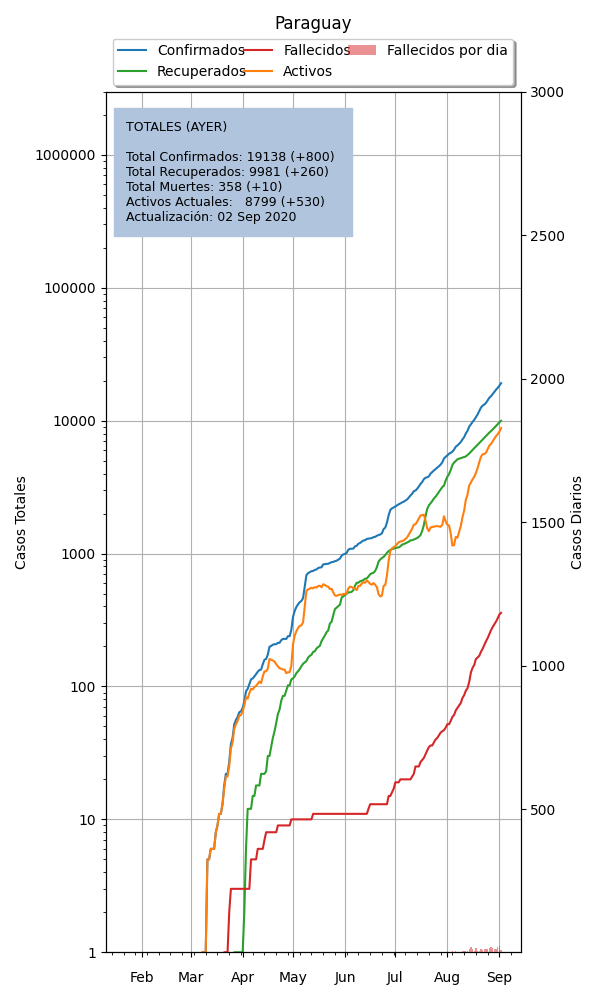 Paraguay
Confirmados Fallecidos Fallecidos por dia
Recuperados Activos
TOTALES (AYER)
Total Confirmados: 19138 (+800)
Total Recuperados: 9981 (+260)
Total Muertes: 358 (+10)
Activos Actuales: 8799 (+530)
Actualización: 02 Sep 2020
Casos Totales
1000000
100000
10000
1000
100
10
1
3000
2500
2000
1500
1000
500
Casos Diarios
Feb Mar Apr May Jun Jul Aug Sep